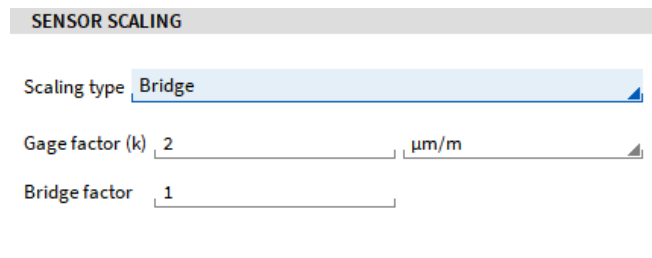 SENSOR SCALING
Scaling type Bridge
Gage factor (k) 2 μm/m
Bridge factor 1